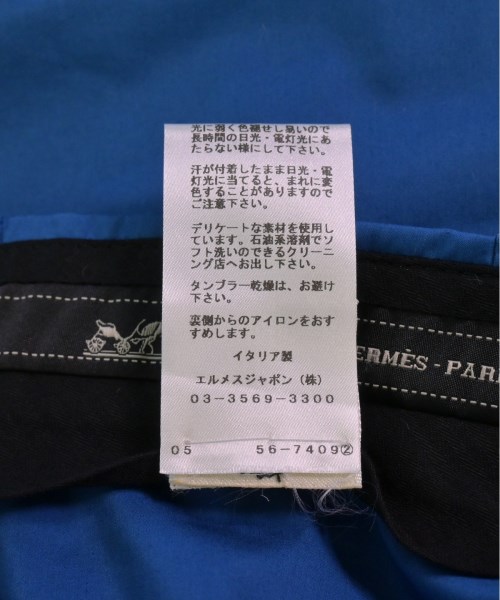 光に弱く色褪せし易いので
長時間の日光・電灯光にあ
たらない様にして下さい。
汗が付着したまま日光・電
灯光に当てると、まれに変
色することがありますので
ご注意下さい。
デリケートな素材を使用し
ています。石油系溶剤でソ
フト洗いのできるクリーニ
ング店へお出し下さい。
タンブラー乾燥は、お避け
下さい。
裏側からのアイロンをおす
すめします。
イタリア製
エルメスジャポン（株）
03-3569-3300
05 56-7409②
HERMÈS-PARI